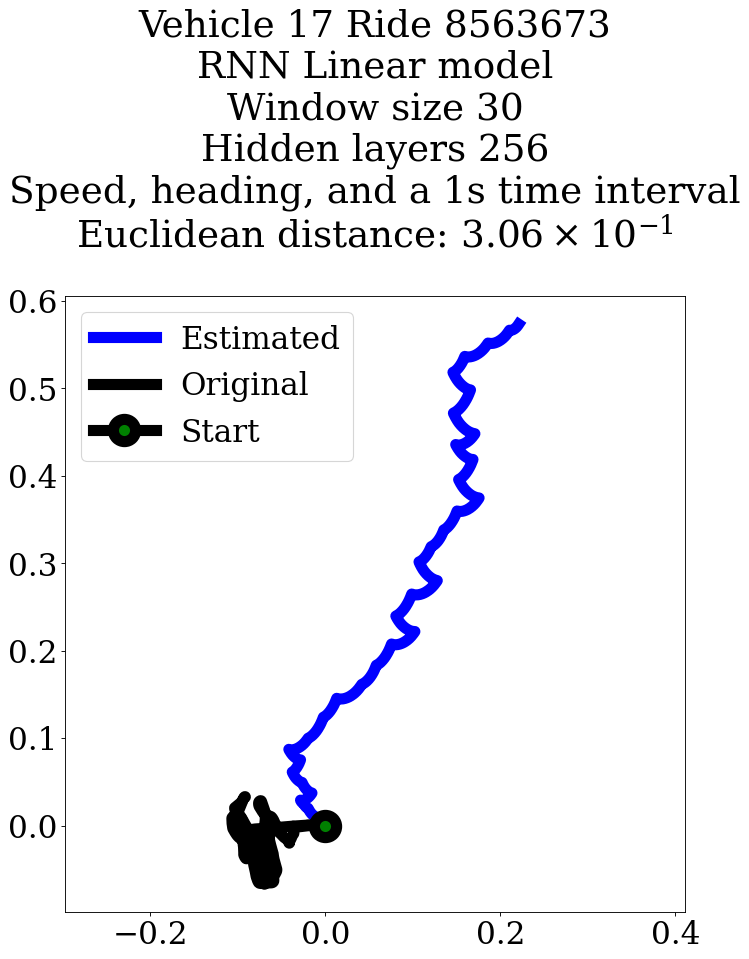 Vehicle 17 Ride 8563673
RNN Linear model
Window size 30
Hidden layers 256
Speed, heading, and a 1s time interval
Euclidean distance: 3.06 × 10⁻¹
Estimated
Original
Start
0.6
0.5
0.4
0.3
0.2
0.1
0.0
−0.2 0.0 0.2 0.4